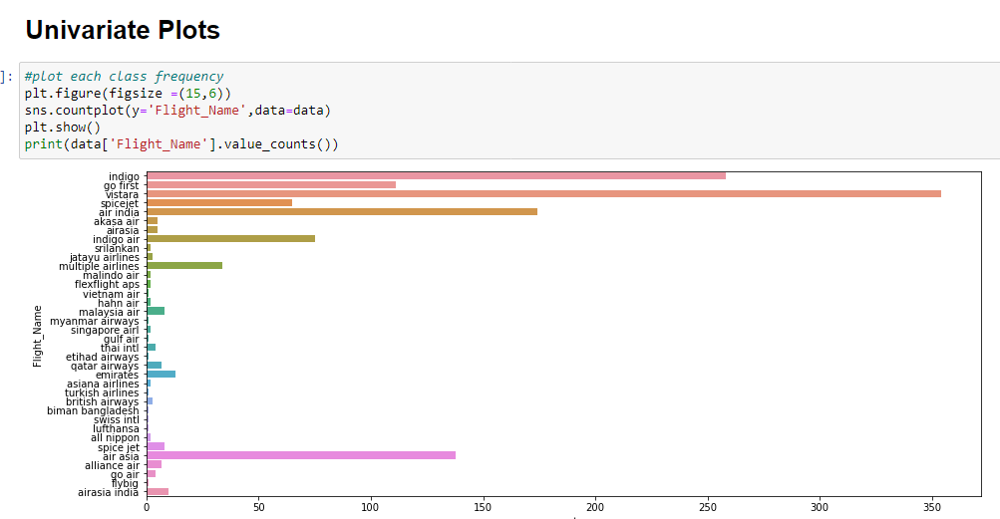 Univariate Plots
]:
#plot each class frequency
plt.figure(figsize =(15,6))
sns.countplot(y='Flight_Name',data=data)
plt.show()
print(data['Flight_Name'].value_counts())
Flight_Name
indigo
go first
vistara
spicejet
air india
akasa air
airasia
indigo air
srilankan
jatayu airlines
multiple airlines
malindo air
flexflight aps
vietnam air
hahn air
malaysia air
myanmar airways
singapore airl
gulf air
thai intl
etihad airways
qatar airways
emirates
asiana airlines
turkish airlines
british airways
biman bangladesh
swiss intl
lufthansa
all nippon
spice jet
air asia
alliance air
go air
flybig
airasia india
0 50 100 150 200 250 300 350